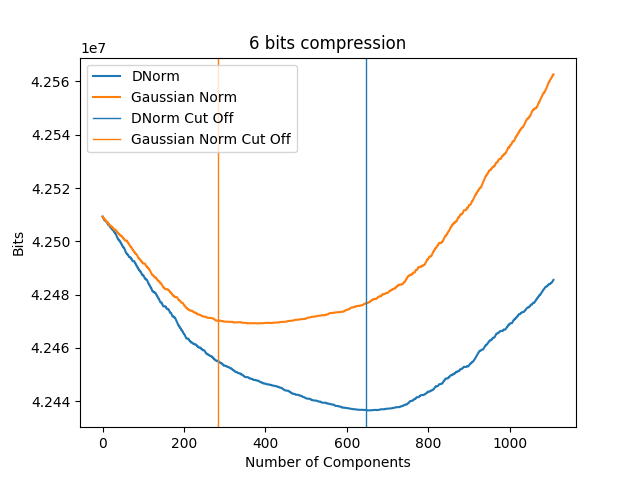 6 bits compression
1e7
DNorm
Gaussian Norm
DNorm Cut Off
Gaussian Norm Cut Off
4.256
4.254
4.252
4.250
4.248
4.246
4.244
Bits
0 200 400 600 800 1000
Number of Components